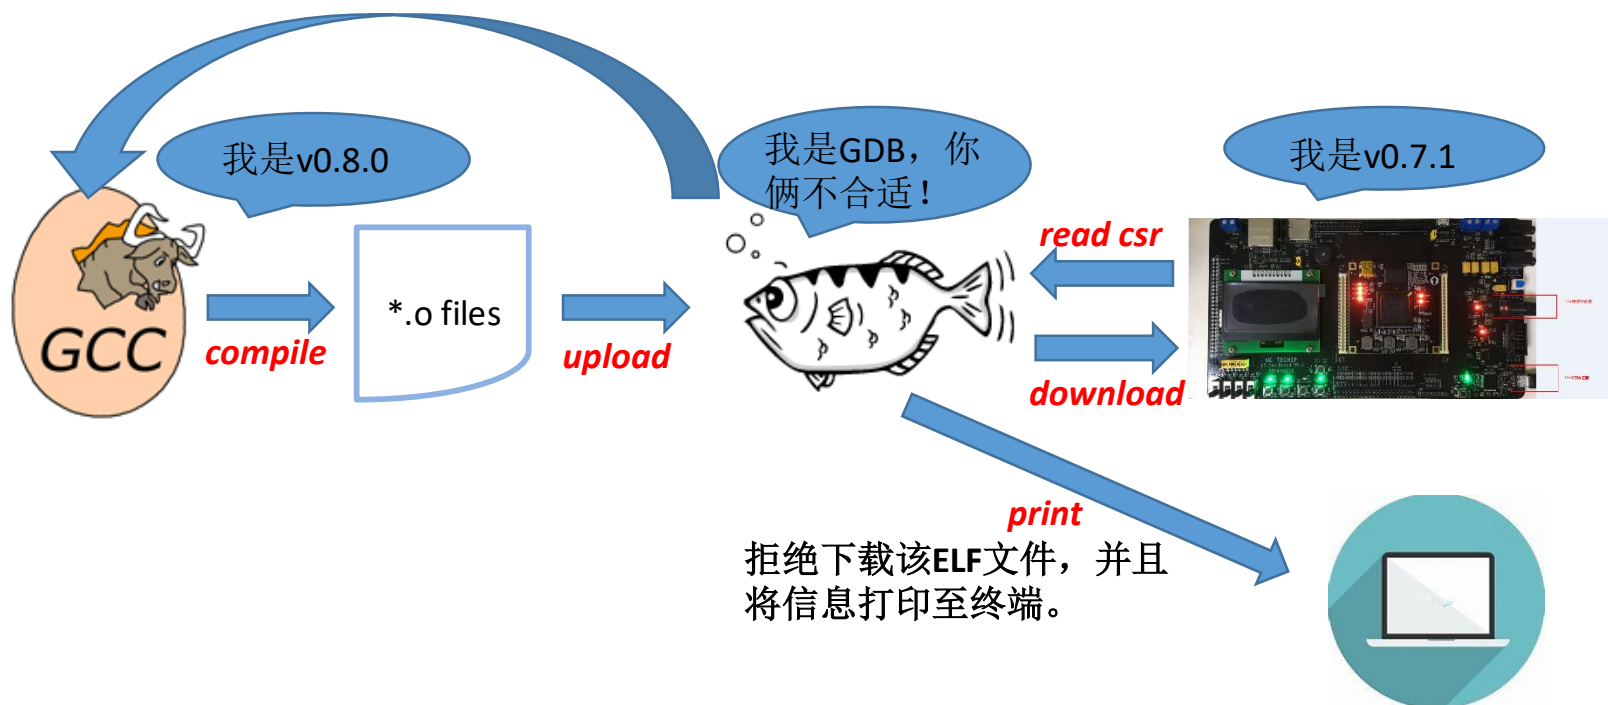 我是v0.8.0
我是GDB，你
俩不合适！
我是v0.7.1
read csr
GCC
*.o files
compile
upload
download
print
拒绝下载该ELF文件，并且
将信息打印至终端。